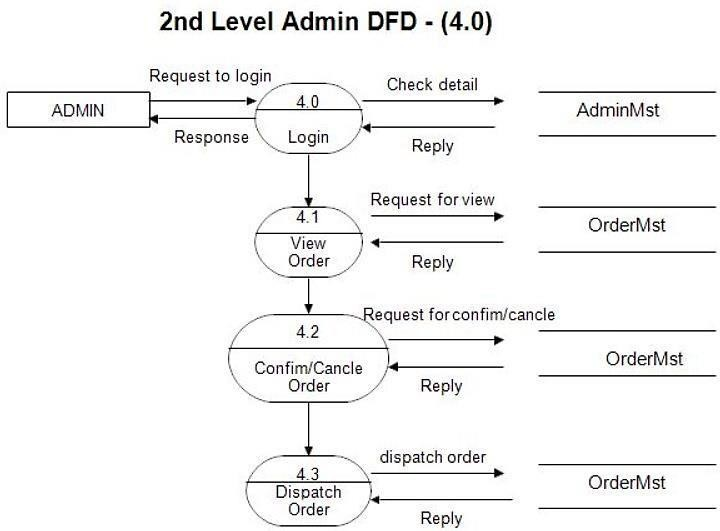 2nd Level Admin DFD - (4.0)
Request to login
Check detail
ADMIN
4.0
AdminMst
Response
Login
Reply
Request for view
4.1
OrderMst
View
Order
Reply
Request for confim/cancle
4.2
Confim/Cancle
Order
OrderMst
Reply
dispatch order
4.3
OrderMst
Dispatch
Order
Reply